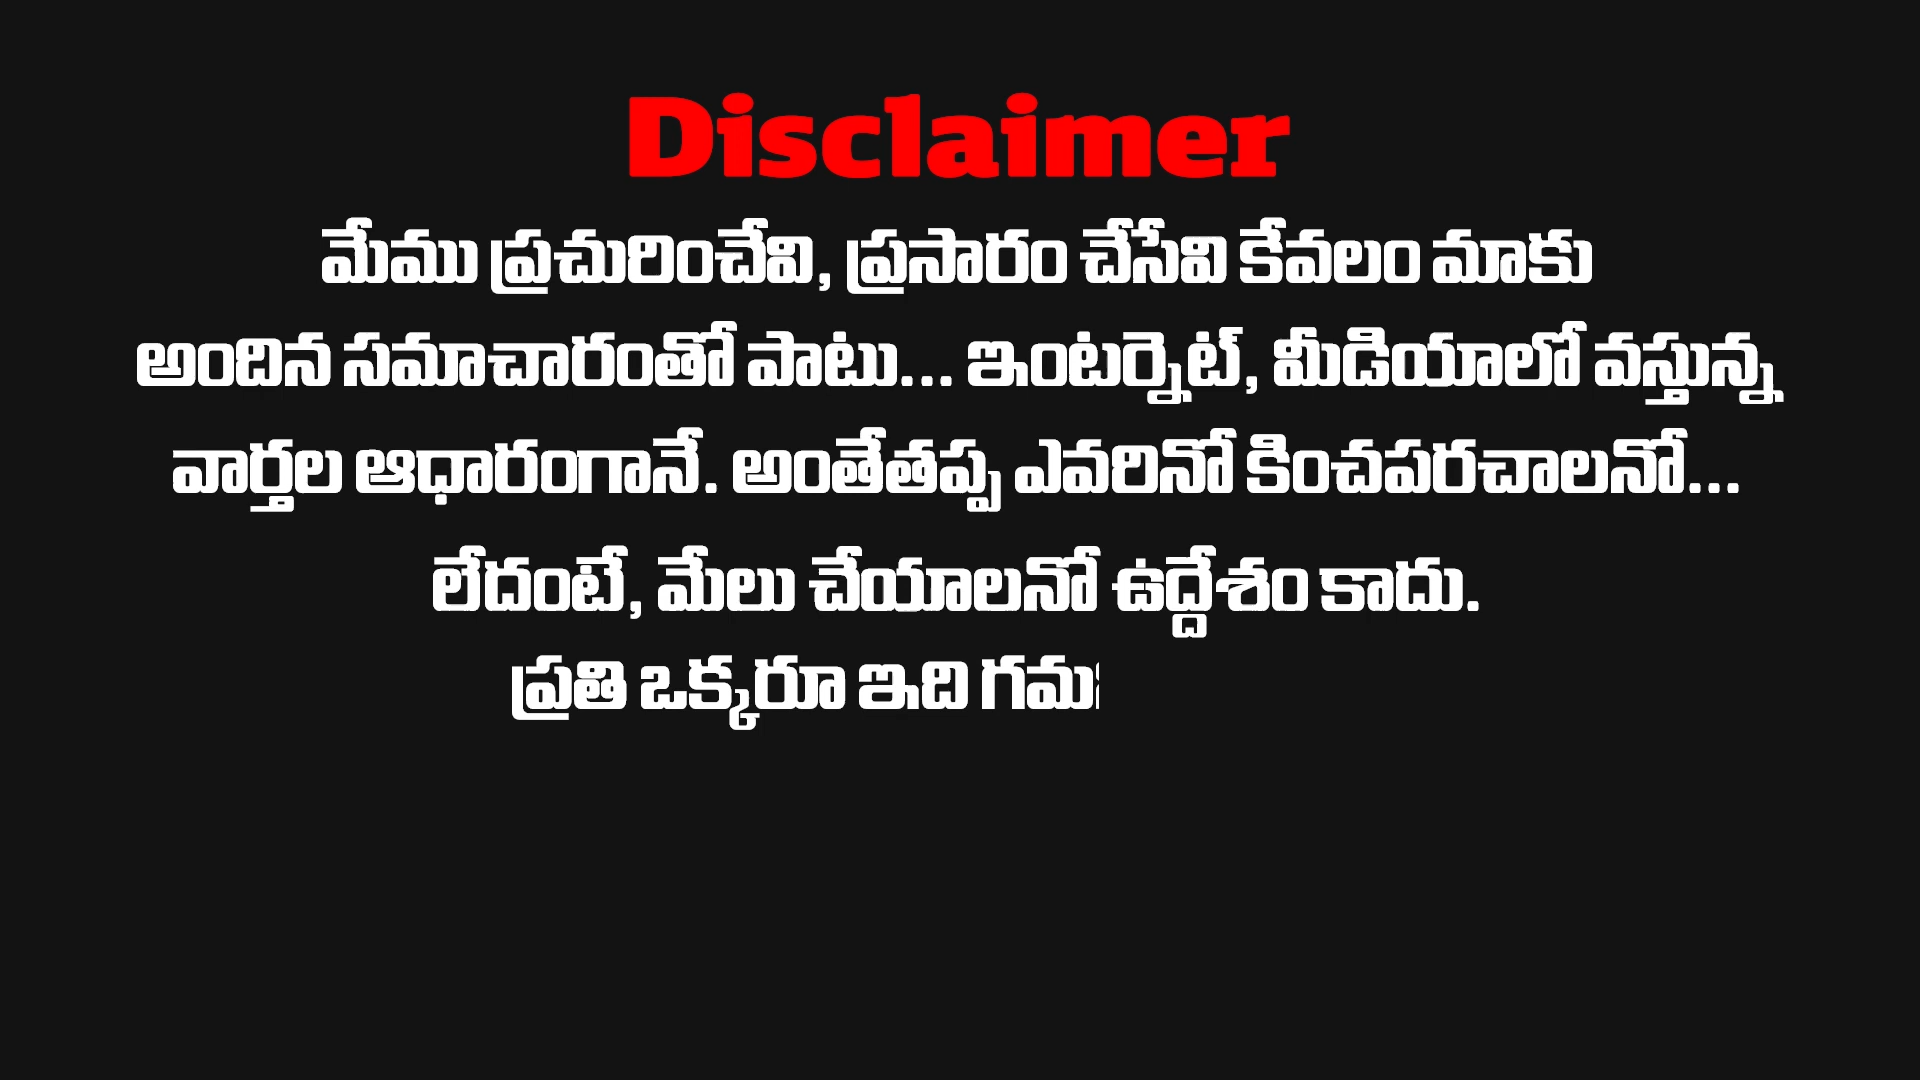 Disclaimer
మేము ప్రచురించేవి, ప్రసారం చేసేవి కేవలం మాకు
అందిన సమాచారంతో పాటు... ఇంటర్నెట్, మీడియాలో వస్తున్న
వార్తల ఆధారంగానే. అంతేతప్ప ఎవరినో కించపరచాలనో...
లేదంటే, మేలు చేయాలనో ఉద్దేశం కాదు.
ప్రతి ఒక్కరూ ఇది